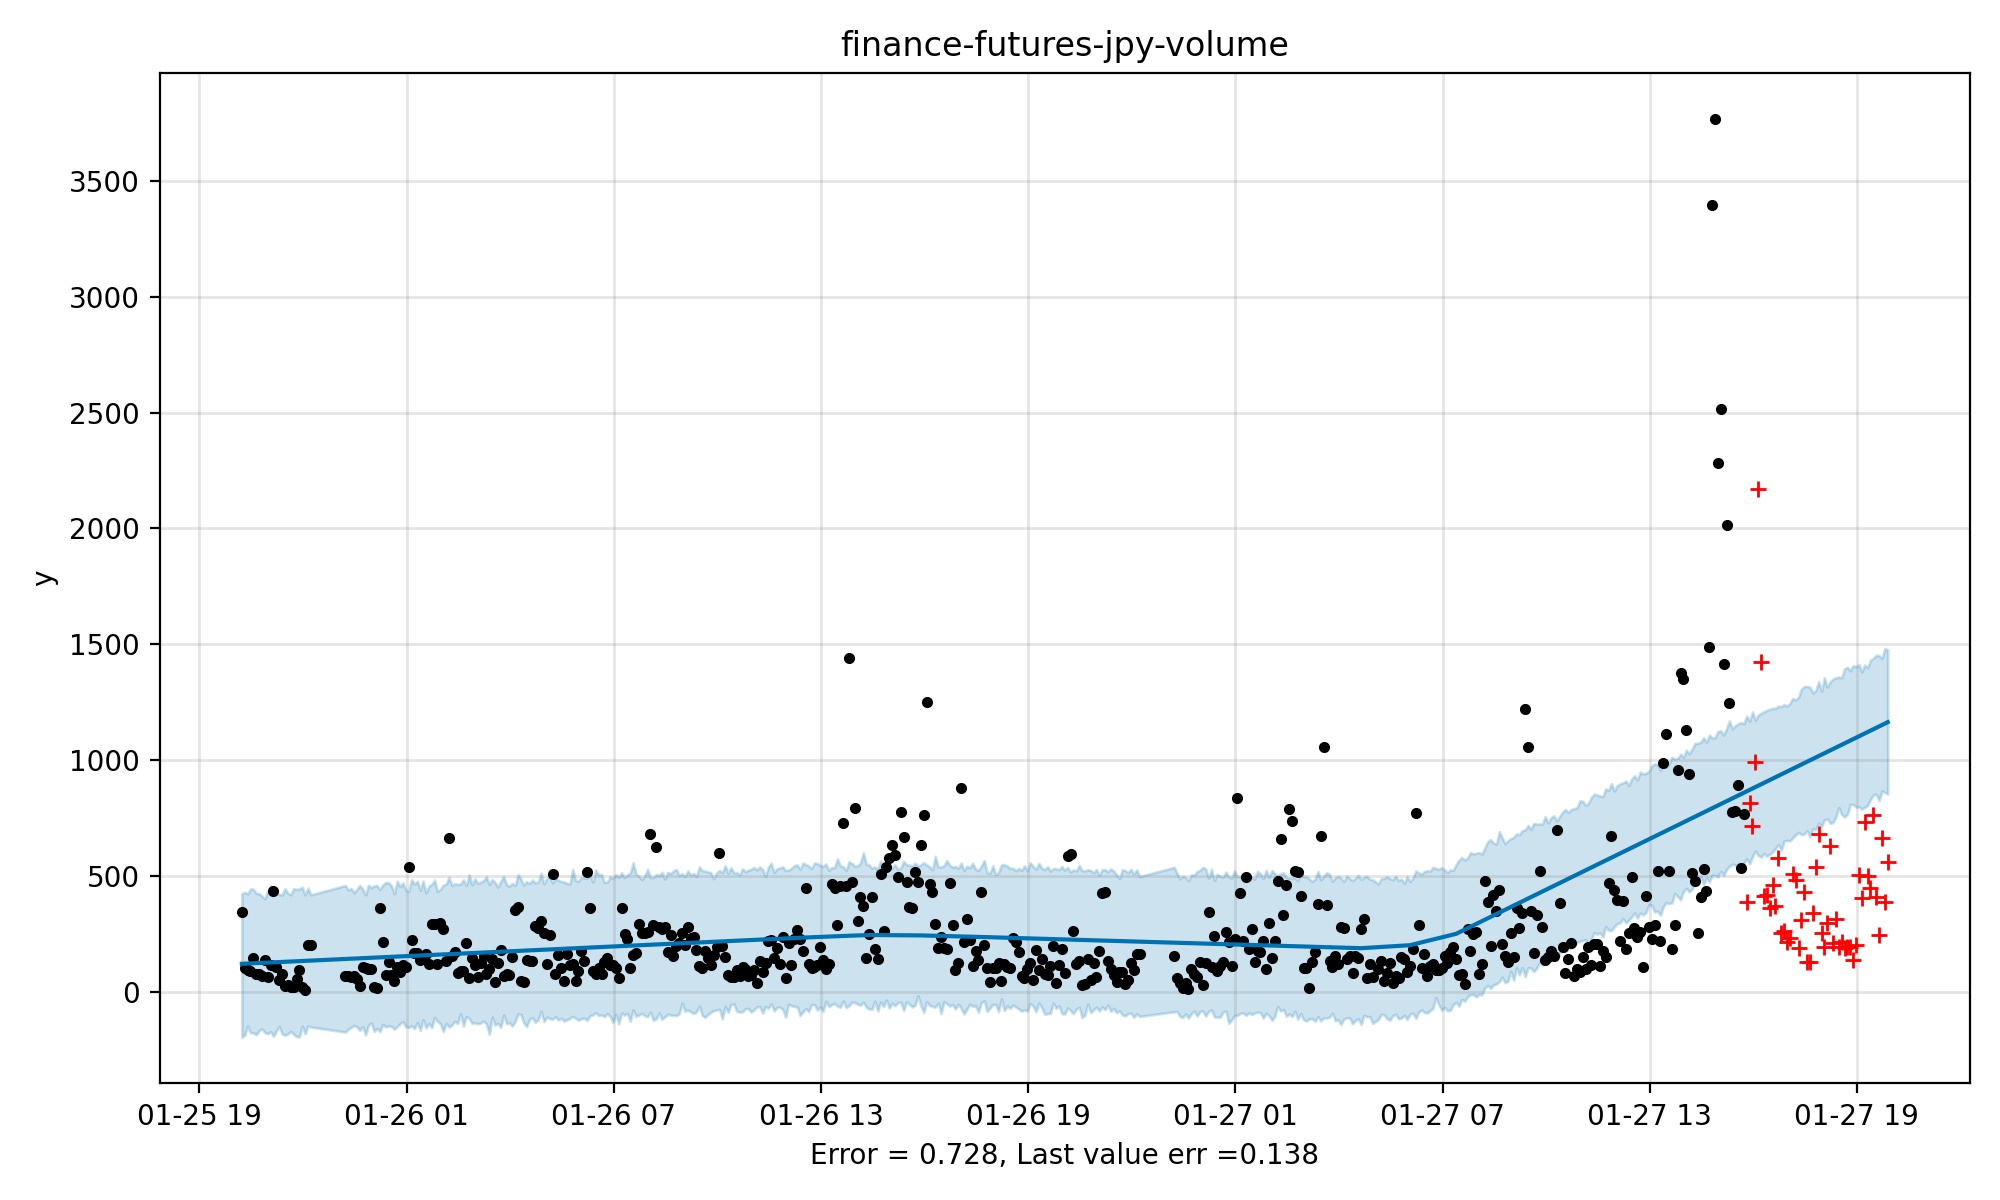 finance-futures-jpy-volume
3500
3000
2500
2000
1500
1000
500
0
y
01-25 19 01-26 01 01-26 07 01-26 13 01-26 19 01-27 01 01-27 07 01-27 13 01-27 19
Error = 0.728, Last value err =0.138